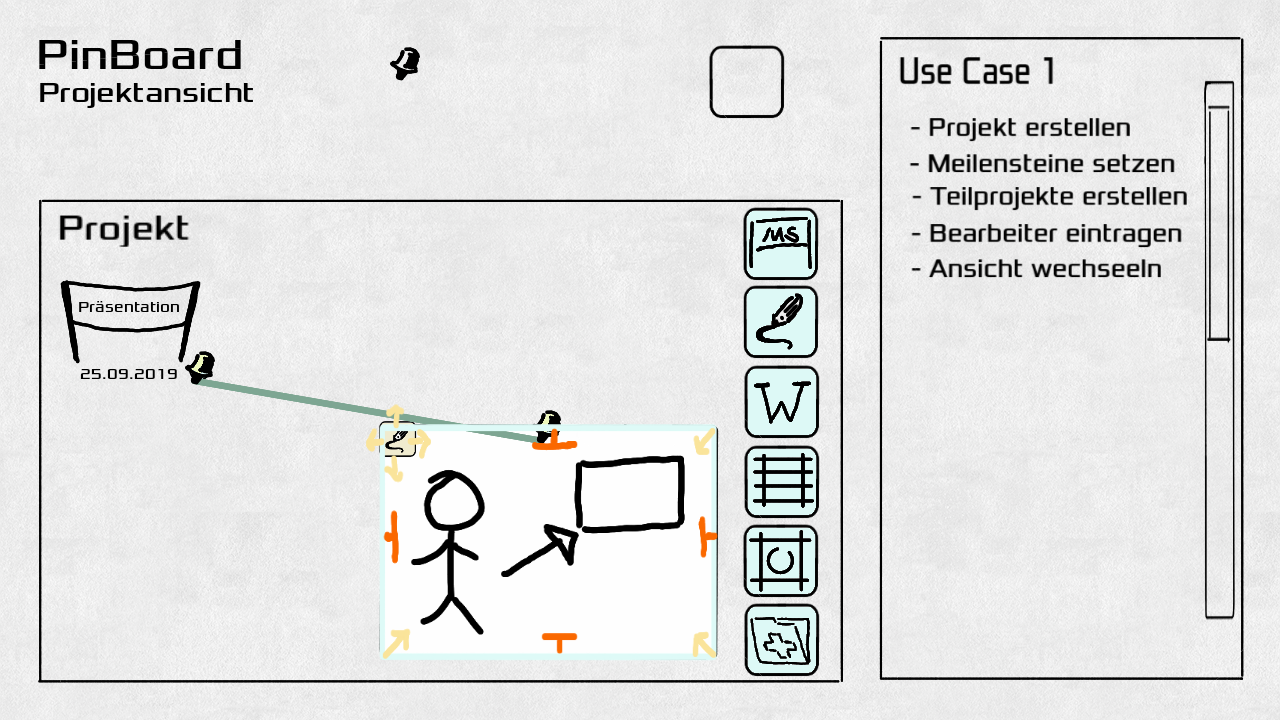 PinBoard
Projektansicht
Projekt
Präsentation
25.09.2019
MS
W
Use Case 1
- Projekt erstellen
- Meilensteine setzen
- Teilprojekte erstellen
- Bearbeiter eintragen
- Ansicht wechseeln